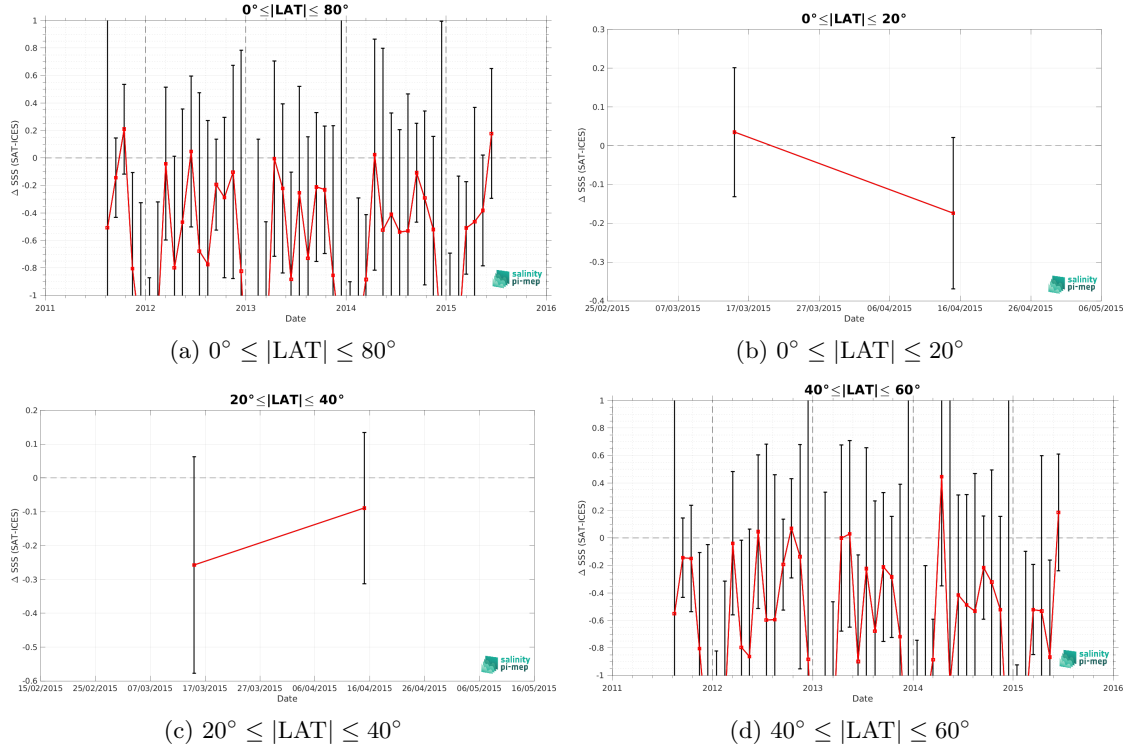 0°≤|LAT|≤ 80°
1
0.8
0.6
0.4
0.2
0
-0.2
-0.4
-0.6
-0.8
-1
Δ SSS (SAT-ICES)
2011
2012
2013
2014
2015
2016
Date
salinity
pi-mep
(a) 0° ≤ |LAT| ≤ 80°
0°≤|LAT|≤ 20°
0.3
0.2
0.1
0
-0.1
-0.2
-0.3
-0.4
Δ SSS (SAT-ICES)
25/02/2015
07/03/2015
17/03/2015
27/03/2015
06/04/2015
16/04/2015
26/04/2015
06/05/2015
Date
salinity
pi-mep
(b) 0° ≤ |LAT| ≤ 20°
20°≤|LAT|≤ 40°
0.2
0.1
0
-0.1
-0.2
-0.3
-0.4
-0.5
-0.6
Δ SSS (SAT-ICES)
15/02/2015
25/02/2015
07/03/2015
17/03/2015
27/03/2015
06/04/2015
16/04/2015
26/04/2015
06/05/2015
16/05/2015
Date
salinity
pi-mep
(c) 20° ≤ |LAT| ≤ 40°
40°≤|LAT|≤ 60°
1
0.8
0.6
0.4
0.2
0
-0.2
-0.4
-0.6
-0.8
-1
Δ SSS (SAT-ICES)
2011
2012
2013
2014
2015
2016
Date
salinity
pi-mep
(d) 40° ≤ |LAT| ≤ 60°